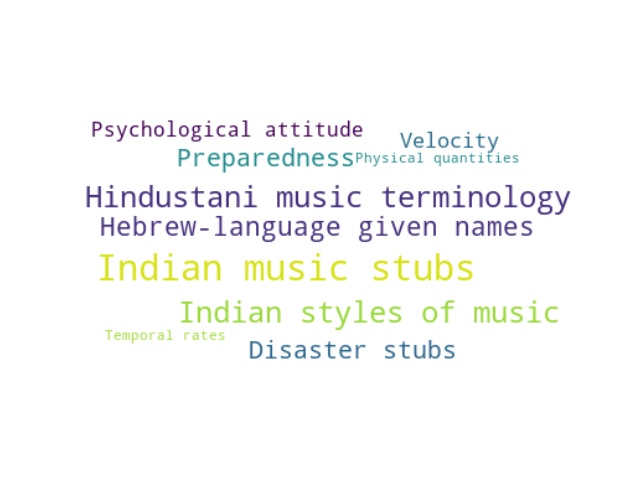 Psychological attitude
Velocity
Preparedness
Physical quantities
Hindustani music terminology
Hebrew-language given names
Indian music stubs
Indian styles of music
Temporal rates
Disaster stubs